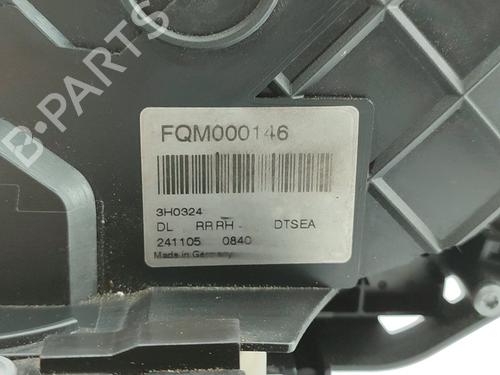 B-PARTS
FQM000146
3H0324
DL RR RH - DTSEA
241105 0840
Made in Germany